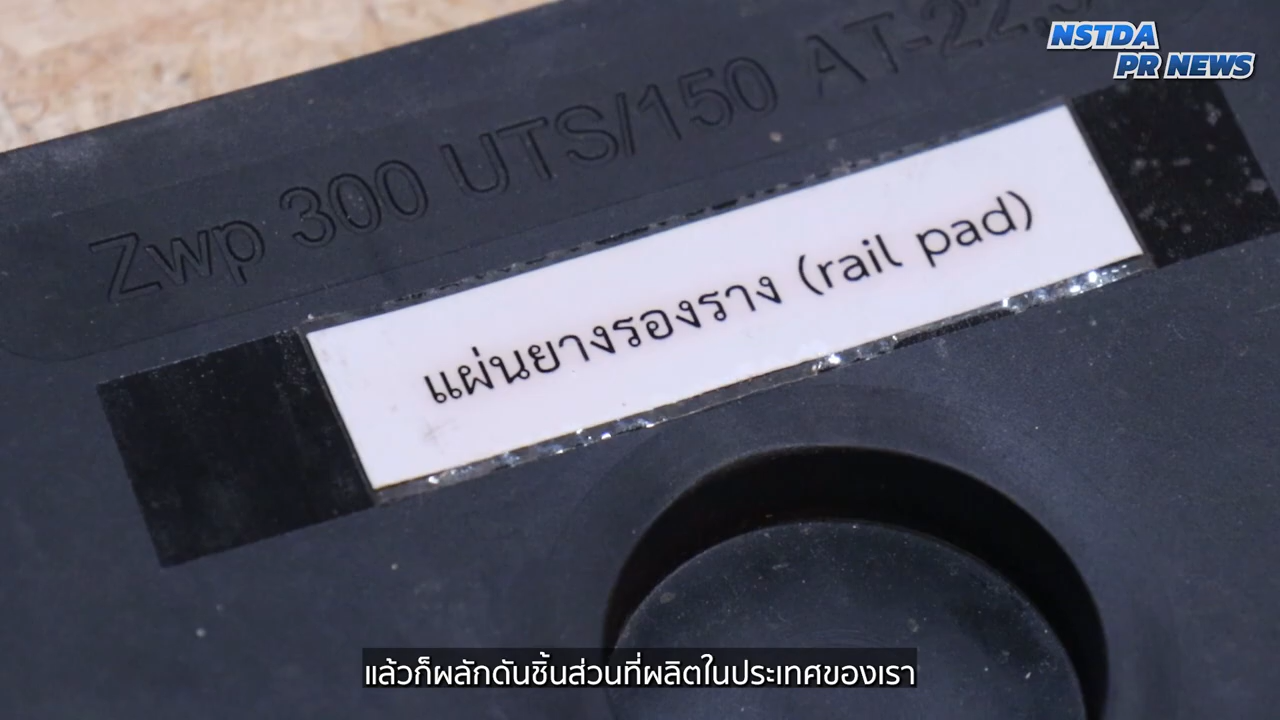 NSTDA
PR NEWS
Zwp 300 UTS/150 AT-22,5
แผ่นยางรองราง (rail pad)
แล้วก็ผลักดันชิ้นส่วนที่ผลิตในประเทศของเรา